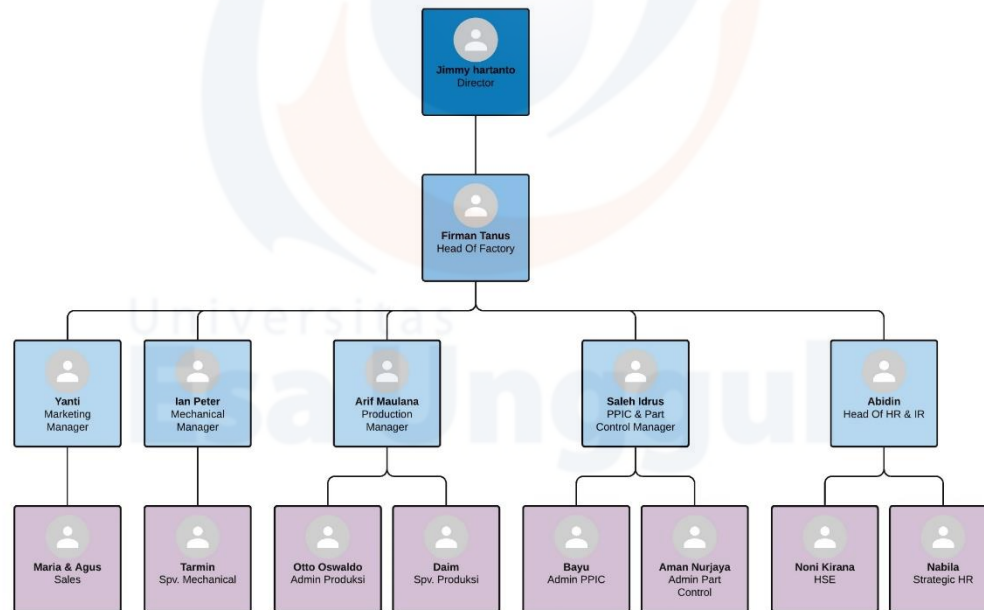 Jimmy hartanto
Director
Firman Tanus
Head Of Factory
Universitas
Esa Unggul
Yanti
Marketing
Manager
Ian Peter
Mechanical
Manager
Arif Maulana
Production
Manager
Saleh Idrus
PPIC & Part
Control Manager
Abidin
Head Of HR & IR
Maria & Agus
Sales
Tarmin
Spv. Mechanical
Otto Oswaldo
Admin Produksi
Daim
Spv. Produksi
Bayu
Admin PPIC
Aman Nurjaya
Admin Part
Control
Noni Kirana
HSE
Nabila
Strategic HR